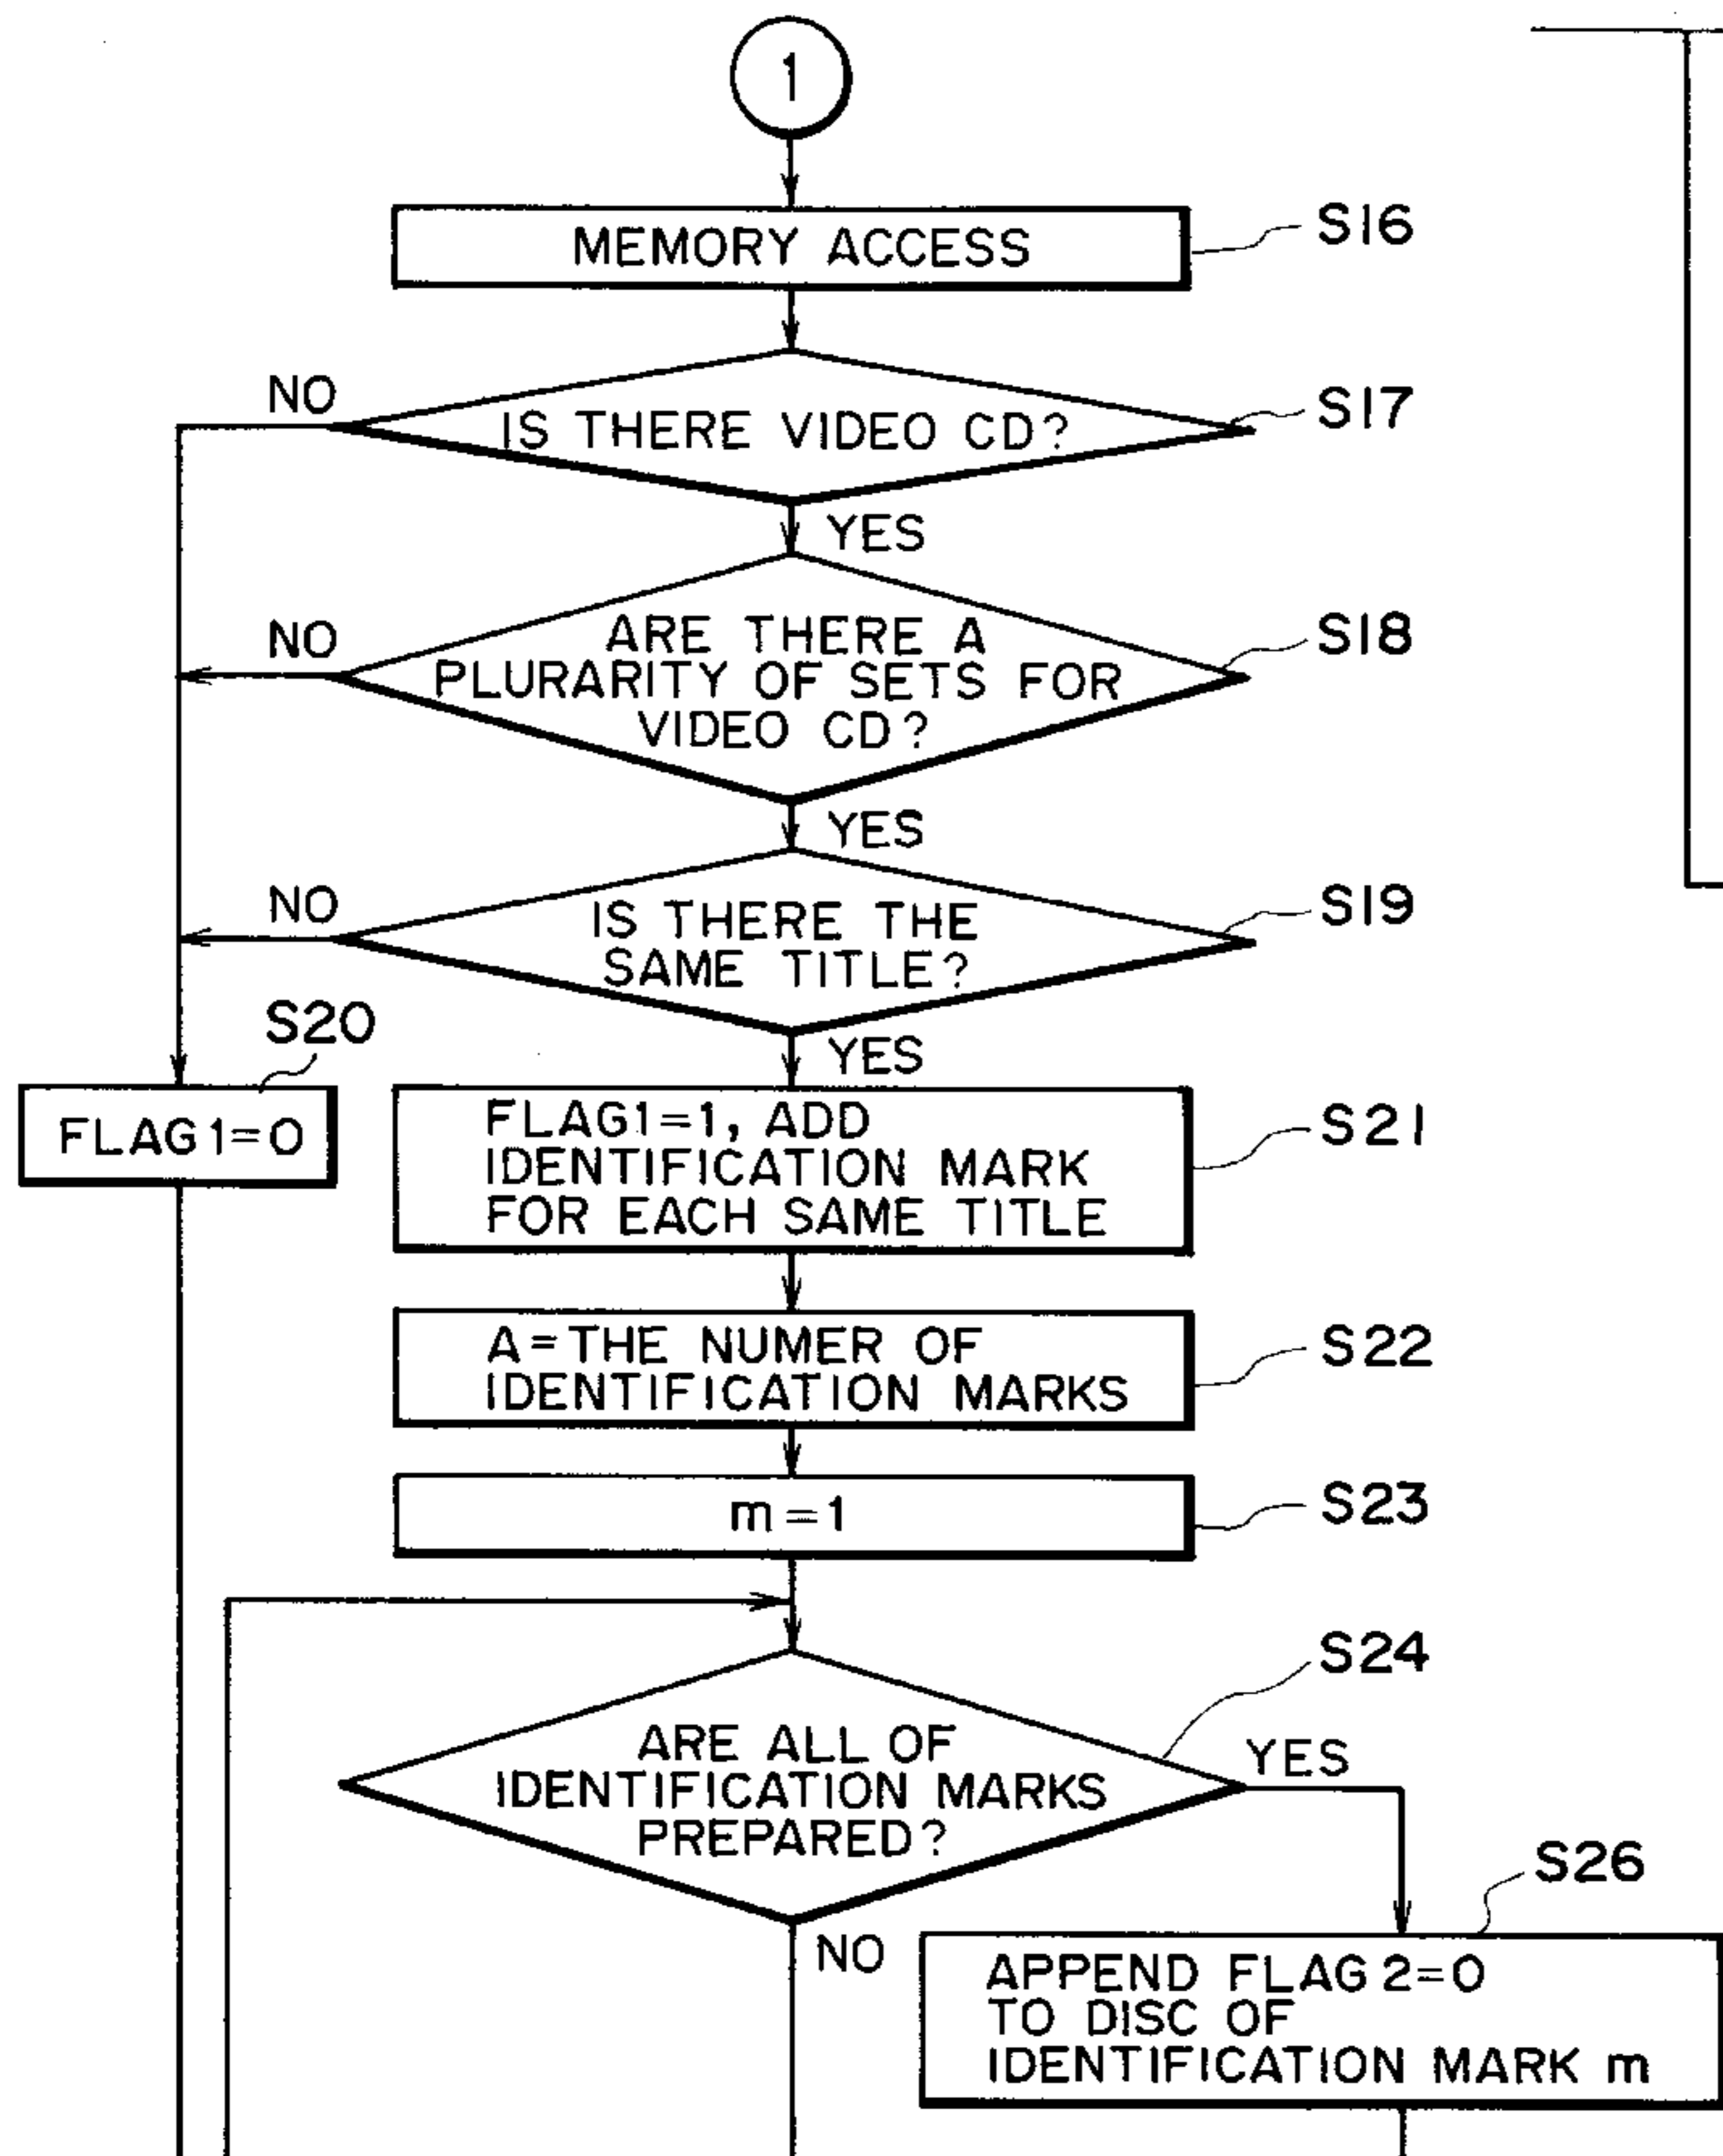 1
MEMORY ACCESS
S16
NO
IS THERE VIDEO CD?
S17
YES
NO
ARE THERE A
PLURARITY OF SETS FOR
VIDEO CD?
S18
YES
NO
IS THERE THE
SAME TITLE?
S19
S20
YES
FLAG1=0
FLAG1=1, ADD
IDENTIFICATION MARK
FOR EACH SAME TITLE
S21
A=THE NUMER OF
IDENTIFICATION MARKS
S22
m=1
S23
S24
ARE ALL OF
IDENTIFICATION MARKS
PREPARED?
YES
S26
NO
APPEND FLAG 2=0
TO DISC OF
IDENTIFICATION MARK m